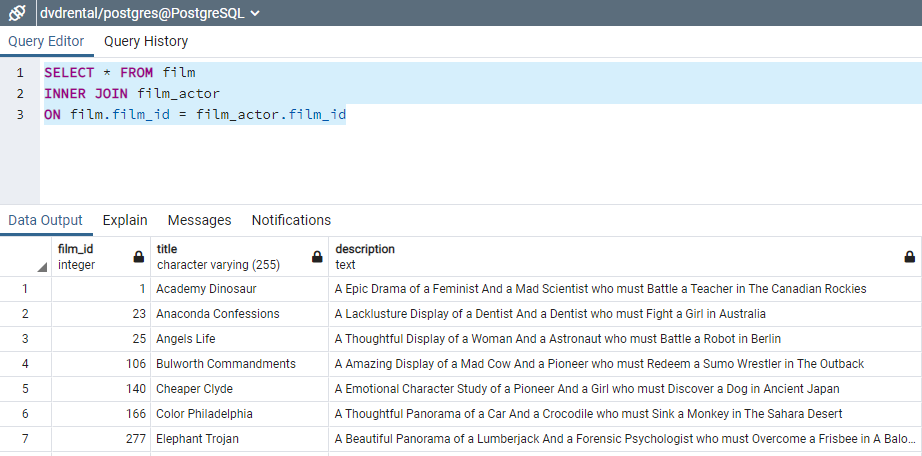 dvdrental/postgres@PostgreSQL
Query Editor Query History
1 SELECT * FROM film
2 INNER JOIN film_actor
3 ON film.film_id = film_actor.film_id
Data Output Explain Messages Notifications
film_id title description
integer character varying (255) text
1 1 Academy Dinosaur A Epic Drama of a Feminist And a Mad Scientist who must Battle a Teacher in The Canadian Rockies
2 23 Anaconda Confessions A Lacklusture Display of a Dentist And a Dentist who must Fight a Girl in Australia
3 25 Angels Life A Thoughtful Display of a Woman And a Astronaut who must Battle a Robot in Berlin
4 106 Bulworth Commandments A Amazing Display of a Mad Cow And a Pioneer who must Redeem a Sumo Wrestler in The Outback
5 140 Cheaper Clyde A Emotional Character Study of a Pioneer And a Girl who must Discover a Dog in Ancient Japan
6 166 Color Philadelphia A Thoughtful Panorama of a Car And a Crocodile who must Sink a Monkey in The Sahara Desert
7 277 Elephant Trojan A Beautiful Panorama of a Lumberjack And a Forensic Psychologist who must Overcome a Frisbee in A Balo...